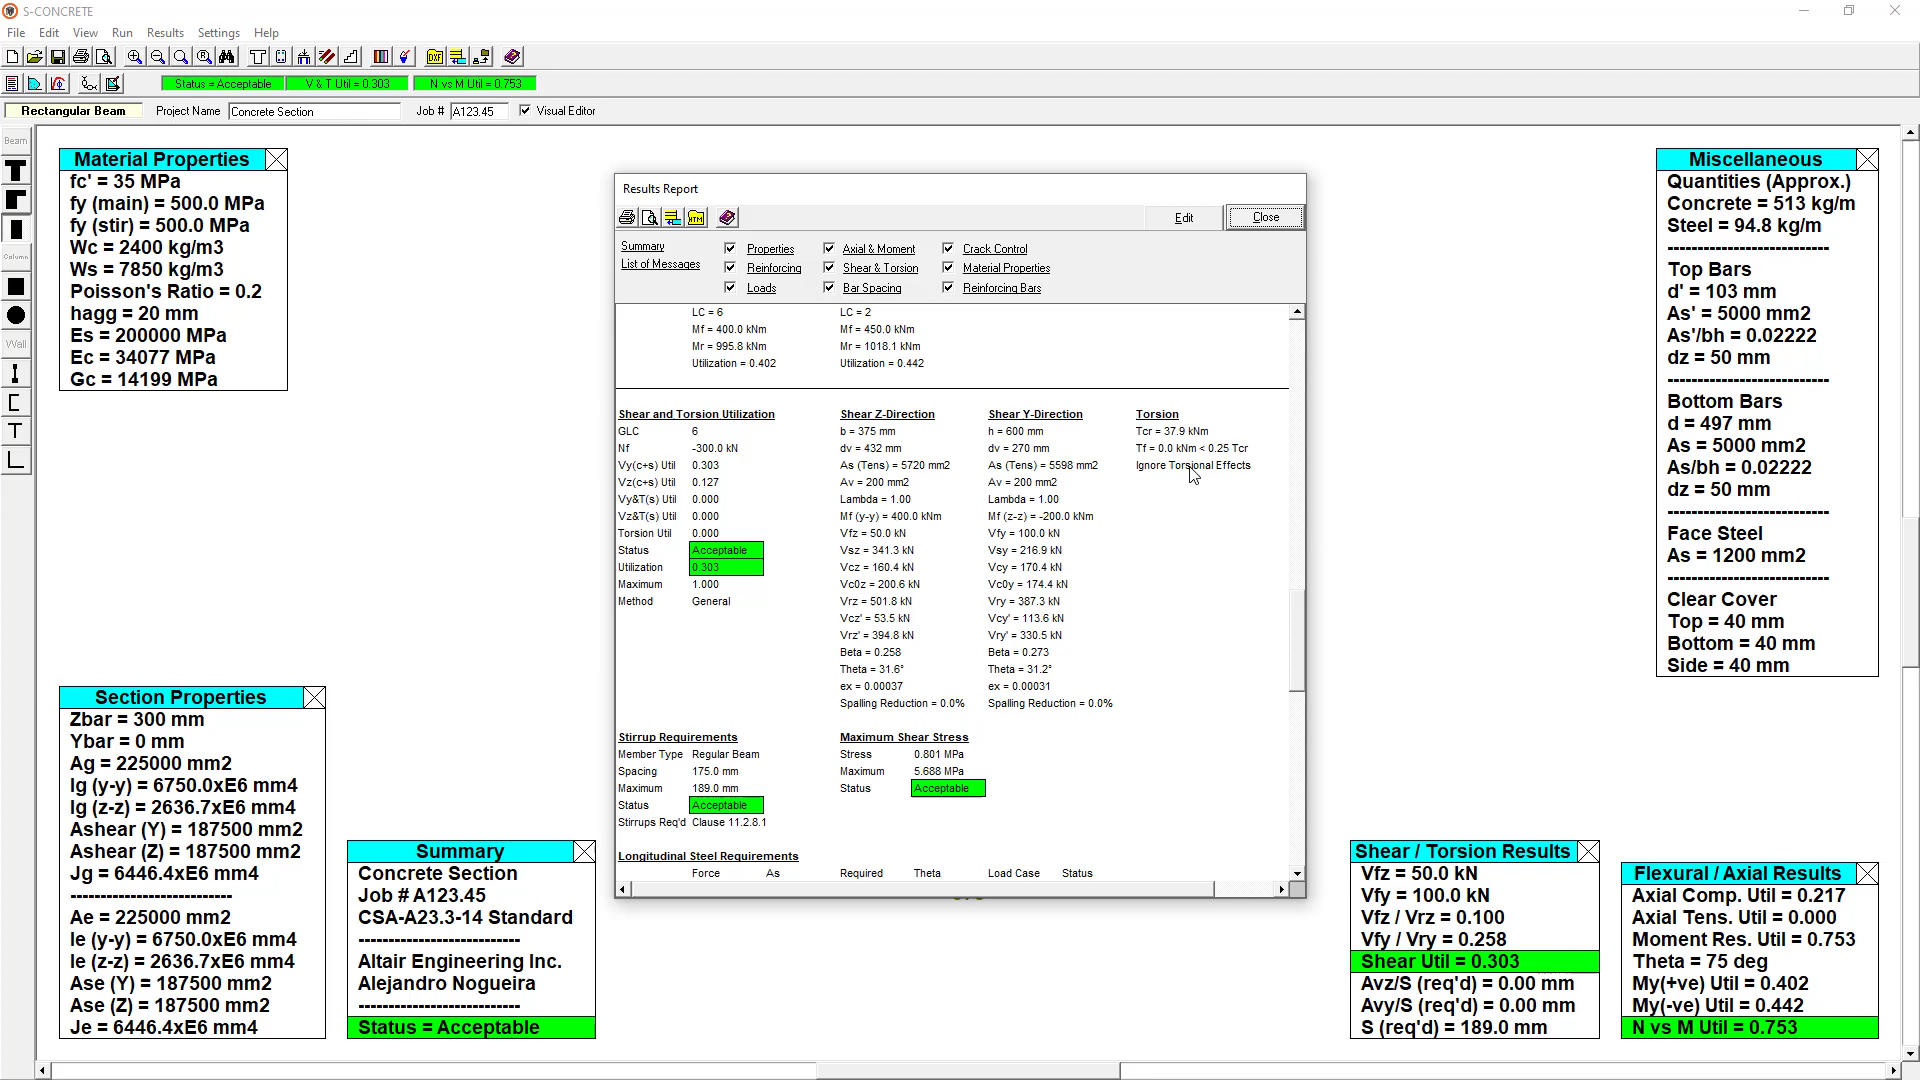 S-CONCRETE
File Edit View Run Results Settings Help
Status = Acceptable V & T Util = 0.303 N vs M Util = 0.753
Rectangular Beam Project Name Concrete Section Job # A123.45 Visual Editor
Beam
Column
Wall
Material Properties
fc' = 35 MPa
fy (main) = 500.0 MPa
fy (stir) = 500.0 MPa
Wc = 2400 kg/m3
Ws = 7850 kg/m3
Poisson's Ratio = 0.2
hagg = 20 mm
Es = 200000 MPa
Ec = 34077 MPa
Gc = 14199 MPa
Section Properties
Zbar = 300 mm
Ybar = 0 mm
Ag = 225000 mm2
Ig (y-y) = 6750.0xE6 mm4
Ig (z-z) = 2636.7xE6 mm4
Ashear (Y) = 187500 mm2
Ashear (Z) = 187500 mm2
Jg = 6446.4xE6 mm4
---------------------------
Ae = 225000 mm2
Ie (y-y) = 6750.0xE6 mm4
Ie (z-z) = 2636.7xE6 mm4
Ase (Y) = 187500 mm2
Ase (Z) = 187500 mm2
Je = 6446.4xE6 mm4
Summary
Concrete Section
Job # A123.45
CSA-A23.3-14 Standard
---------------------------
Altair Engineering Inc.
Alejandro Nogueira
---------------------------
Status = Acceptable
Results Report
DXF
HTM
Edit Close
Summary
List of Messages
Properties Axial & Moment Crack Control
Reinforcing Shear & Torsion Material Properties
Loads Bar Spacing Reinforcing Bars
LC = 6 LC = 2
Mf = 400.0 kNm Mf = 450.0 kNm
Mr = 995.8 kNm Mr = 1018.1 kNm
Utilization = 0.402 Utilization = 0.442
Shear and Torsion Utilization Shear Z-Direction Shear Y-Direction Torsion
GLC 6 b = 375 mm h = 600 mm Tcr = 37.9 kNm
Nf -300.0 kN dv = 432 mm dv = 270 mm Tf = 0.0 kNm < 0.25 Tcr
Vy(c+s) Util 0.303 As (Tens) = 5720 mm2 As (Tens) = 5598 mm2 Ignore Torsional Effects
Vz(c+s) Util 0.127 Av = 200 mm2 Av = 200 mm2
Vy&T(s) Util 0.000 Lambda = 1.00 Lambda = 1.00
Vz&T(s) Util 0.000 Mf (y-y) = 400.0 kNm Mf (z-z) = -200.0 kNm
Torsion Util 0.000 Vfz = 50.0 kN Vfy = 100.0 kN
Status Acceptable Vsz = 341.3 kN Vsy = 216.9 kN
Utilization 0.303 Vcz = 160.4 kN Vcy = 170.4 kN
Maximum 1.000 Vc0z = 200.6 kN Vc0y = 174.4 kN
Method General Vrz = 501.8 kN Vry = 387.3 kN
Vcz' = 53.5 kN Vcy' = 113.6 kN
Vrz' = 394.8 kN Vry' = 330.5 kN
Beta = 0.258 Beta = 0.273
Theta = 31.6° Theta = 31.2°
ex = 0.00037 ex = 0.00031
Spalling Reduction = 0.0% Spalling Reduction = 0.0%
Stirrup Requirements Maximum Shear Stress
Member Type Regular Beam Stress 0.801 MPa
Spacing 175.0 mm Maximum 5.688 MPa
Maximum 189.0 mm Status Acceptable
Status Acceptable
Stirrups Req'd Clause 11.2.8.1
Longitudinal Steel Requirements
Force As Required Theta Load Case Status
Miscellaneous
Quantities (Approx.)
Concrete = 513 kg/m
Steel = 94.8 kg/m
---------------------------
Top Bars
d' = 103 mm
As' = 5000 mm2
As'/bh = 0.02222
dz = 50 mm
---------------------------
Bottom Bars
d = 497 mm
As = 5000 mm2
As/bh = 0.02222
dz = 50 mm
---------------------------
Face Steel
As = 1200 mm2
---------------------------
Clear Cover
Top = 40 mm
Bottom = 40 mm
Side = 40 mm
Shear / Torsion Results
Vfz = 50.0 kN
Vfy = 100.0 kN
Vfz / Vrz = 0.100
Vfy / Vry = 0.258
Shear Util = 0.303
Avz/S (req'd) = 0.00 mm
Avy/S (req'd) = 0.00 mm
S (req'd) = 189.0 mm
Flexural / Axial Results
Axial Comp. Util = 0.217
Axial Tens. Util = 0.000
Moment Res. Util = 0.753
Theta = 75 deg
My(+ve) Util = 0.402
My(-ve) Util = 0.442
N vs M Util = 0.753